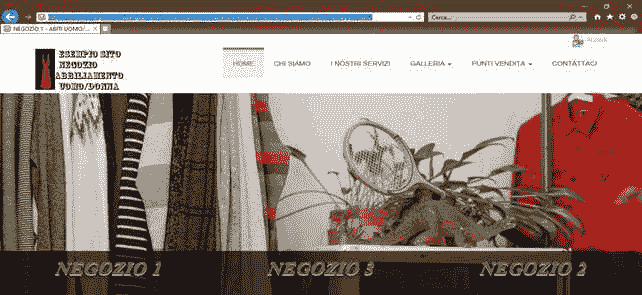 Cerca...
NEGOZIO 1 - ABITI UOMO/...
ESEMPIO SITO
NEGOZIO
ABBIGLIAMENTO
UOMO/DONNA
HOME
CHI SIAMO
I NOSTRI SERVIZI
GALLERIA
PUNTI VENDITA
CONTATTACI
NEGOZIO 1
NEGOZIO 3
NEGOZIO 2